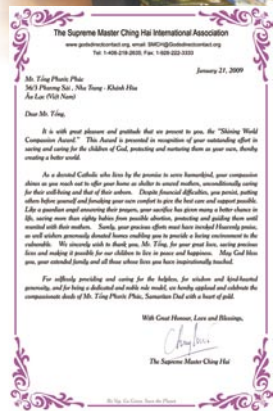 The Supreme Master Ching Hai International Association
www.godsdirectcontact.org, email: SMCH@Godsdirectcontact.org
Tel: 1-408-218-2633; Fax: 1-928-222-3333
January 21, 2009
Mr. Tống Phước Phúc
56/3 Phương Sài, Nha Trang - Khánh Hòa
Âu Lạc (Việt Nam)
Dear Mr. Tống,
It is with great pleasure and gratitude that we present to you, the "Shining World
Compassion Award." This Award is presented in recognition of your outstanding effort in
saving and caring for the children of God, protecting and nurturing them as your own, thereby
creating a better world.
As a devoted Catholic who lives by the promise to serve humankind, your compassion
shines as you reach out to offer your home as shelter to unwed mothers, unconditionally caring
for their well-being and that of their unborn. Despite financial difficulties, you persist, putting
others before yourself and forsaking your own comfort to give the best care and support possible.
Like a guardian angel answering their prayers, your sacrifice has given many a better chance in
life, saving more than eighty babies from possible abortion, protecting and guiding them until
reunited with their mothers. Surely, your precious efforts must have invoked Heavenly praise,
as well wishers generously donated homes enabling you to provide a loving environment to the
vulnerable. We sincerely wish to thank you, Mr. Tống, for your great love, saving precious
lives and making it possible for our children to live in peace and happiness. May God bless
you, your extended family and all those whose lives you have inspirationally touched.
For selflessly providing and caring for the helpless, for wisdom and kind-hearted
generosity, and for being a dedicated and noble role model, we hereby applaud and celebrate the
compassionate deeds of Mr. Tống Phước Phúc, Samaritan Dad with a heart of gold.
With Great Honour, Love and Blessings,
The Supreme Master Ching Hai
Be Veg, Go Green, Save the Planet